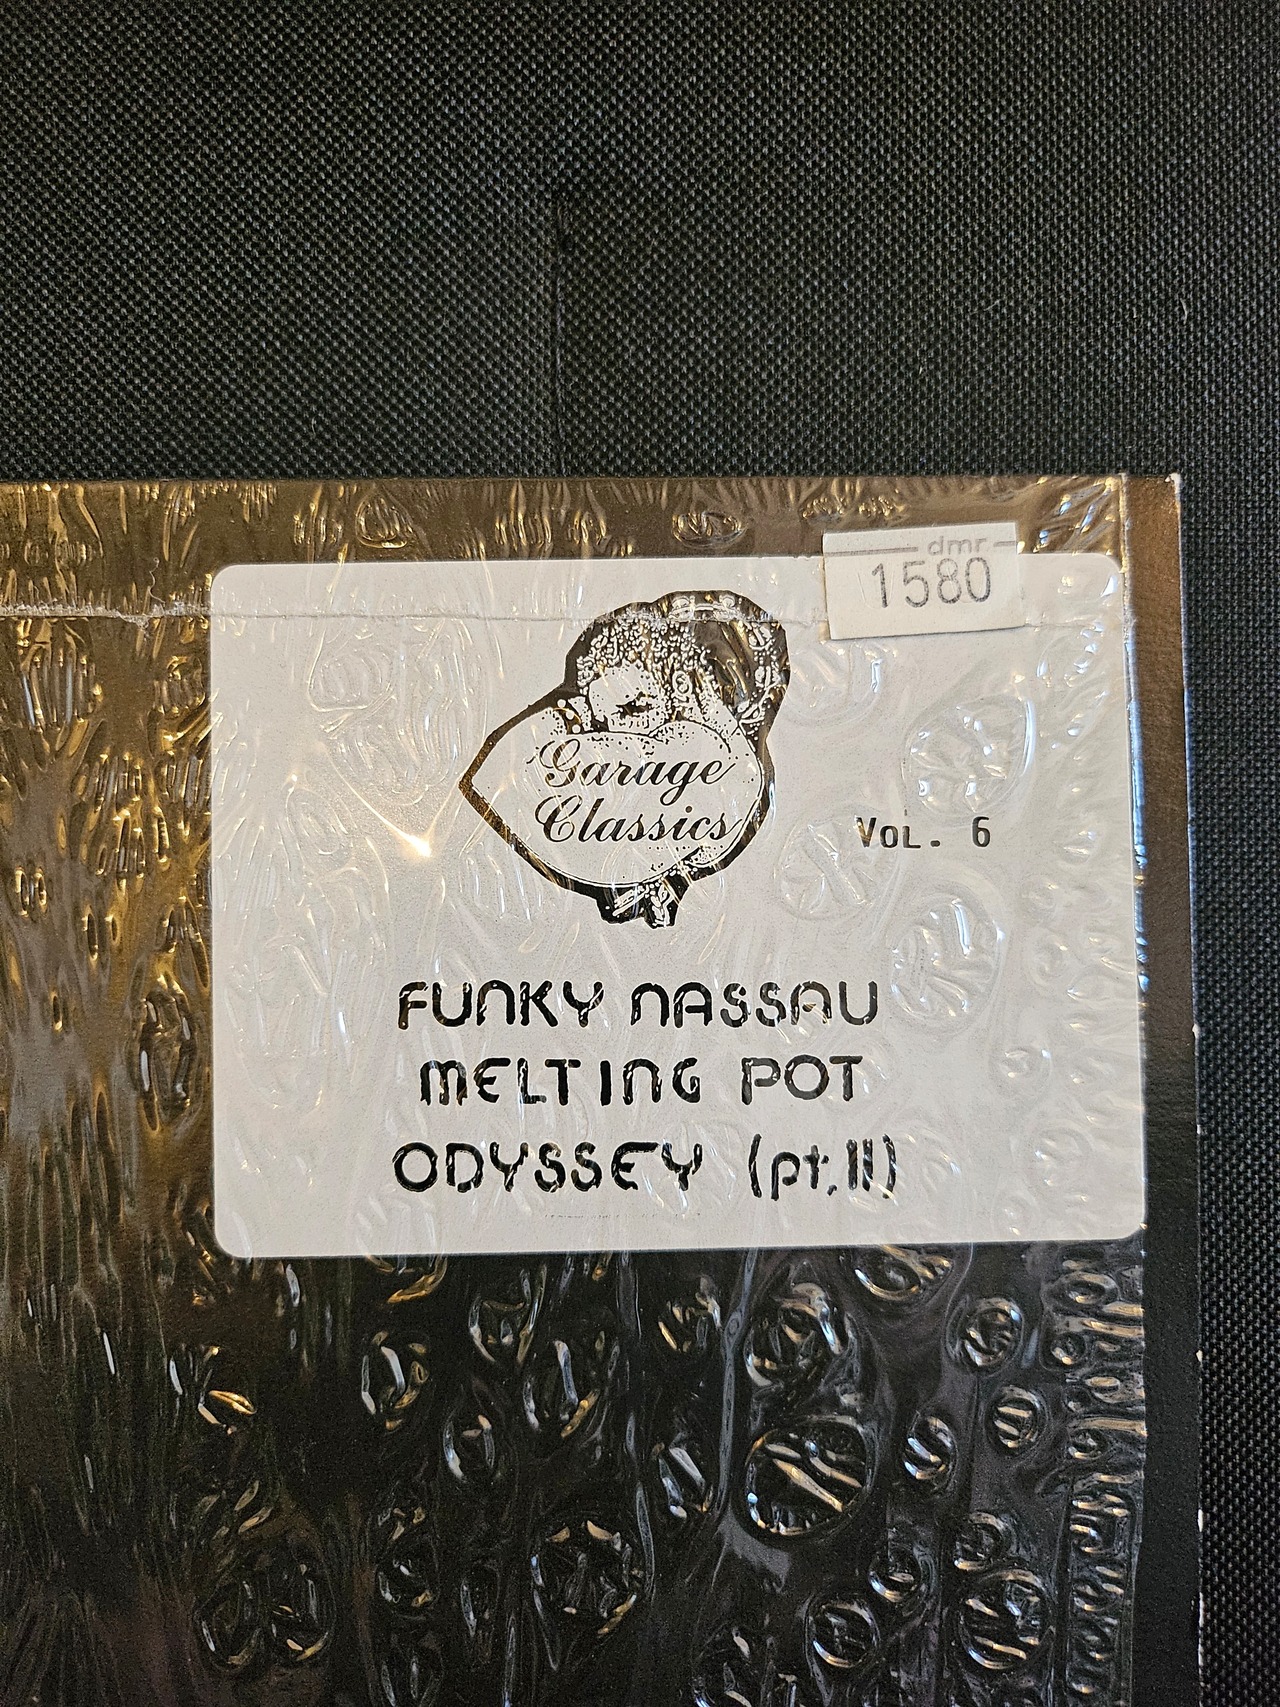 dmr
1580
Garage
Classics
VOL. 6
FUNKY NASSAU
MELTING POT
ODYSSEY (pt.II)